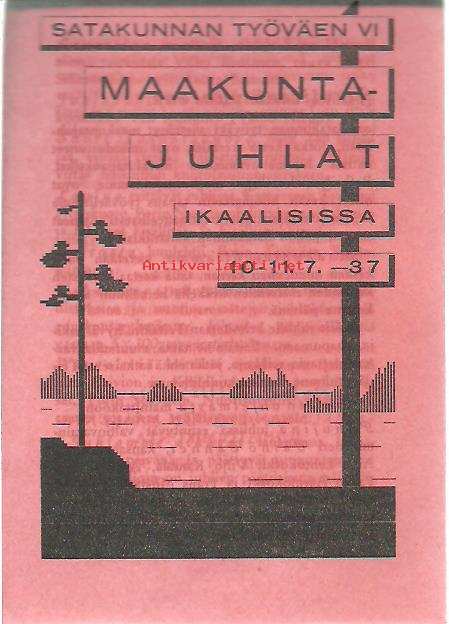 SATAKUNNAN TYÖVÄEN VI
MAAKUNTA-
JUHLAT
IKAALISISSA
Antikvariaatti.net
10-11.7.-37